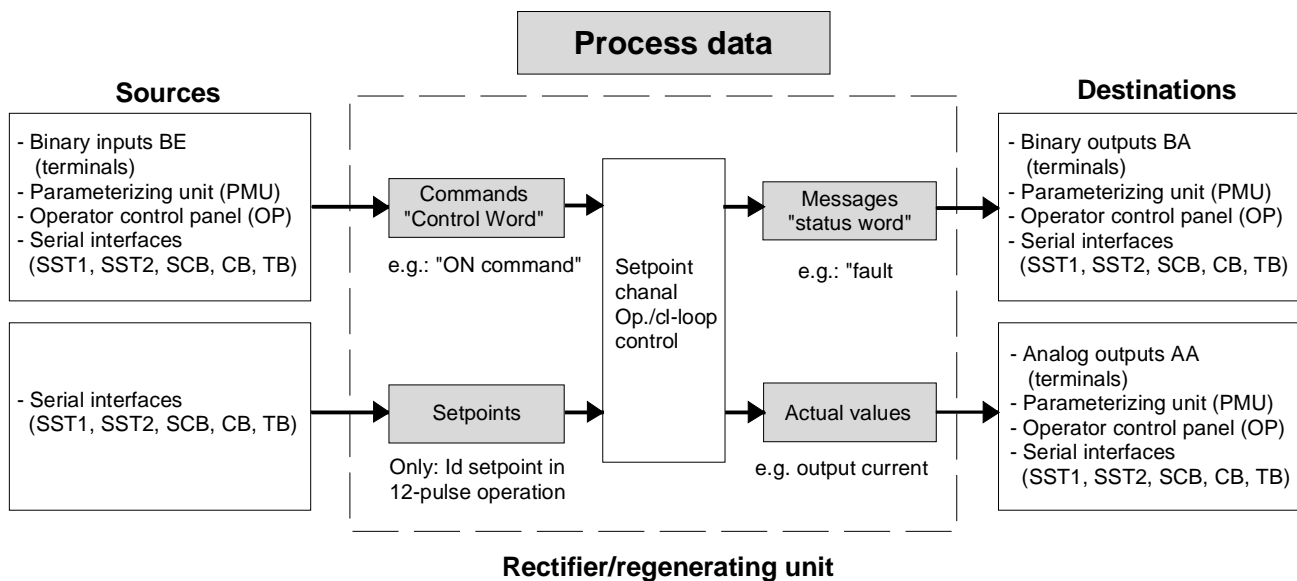 Process data
Sources
- Binary inputs BE
(terminals)
- Parameterizing unit (PMU)
- Operator control panel (OP)
- Serial interfaces
(SST1, SST2, SCB, CB, TB)
- Serial interfaces
(SST1, SST2, SCB, CB, TB)
Commands
"Control Word"
e.g.: "ON command"
Setpoints
Only: Id setpoint in
12-pulse operation
Setpoint
chanal
Op./cl-loop
control
Messages
"status word"
e.g.: "fault
Actual values
e.g. output current
Destinations
- Binary outputs BA
(terminals)
- Parameterizing unit (PMU)
- Operator control panel (OP)
- Serial interfaces
(SST1, SST2, SCB, CB, TB)
- Analog outputs AA
(terminals)
- Parameterizing unit (PMU)
- Operator control panel (OP)
- Serial interfaces
(SST1, SST2, SCB, CB, TB)
Rectifier/regenerating unit